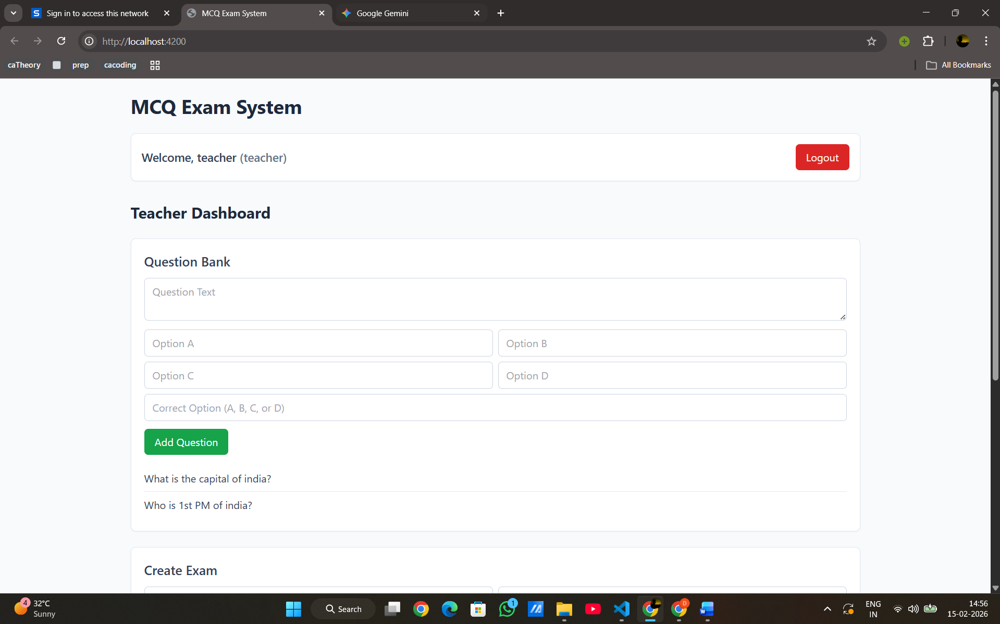 Sign in to access this network
MCQ Exam System
Google Gemini
http://localhost:4200
caTheory
prep
cacoding
All Bookmarks
MCQ Exam System
Welcome, teacher (teacher)
Logout
Teacher Dashboard
Question Bank
Question Text
Option A
Option B
Option C
Option D
Correct Option (A, B, C, or D)
Add Question
What is the capital of india?
Who is 1st PM of india?
Create Exam
4
32°C
Sunny
Search
1
D
ENG
IN
14:56
15-02-2026